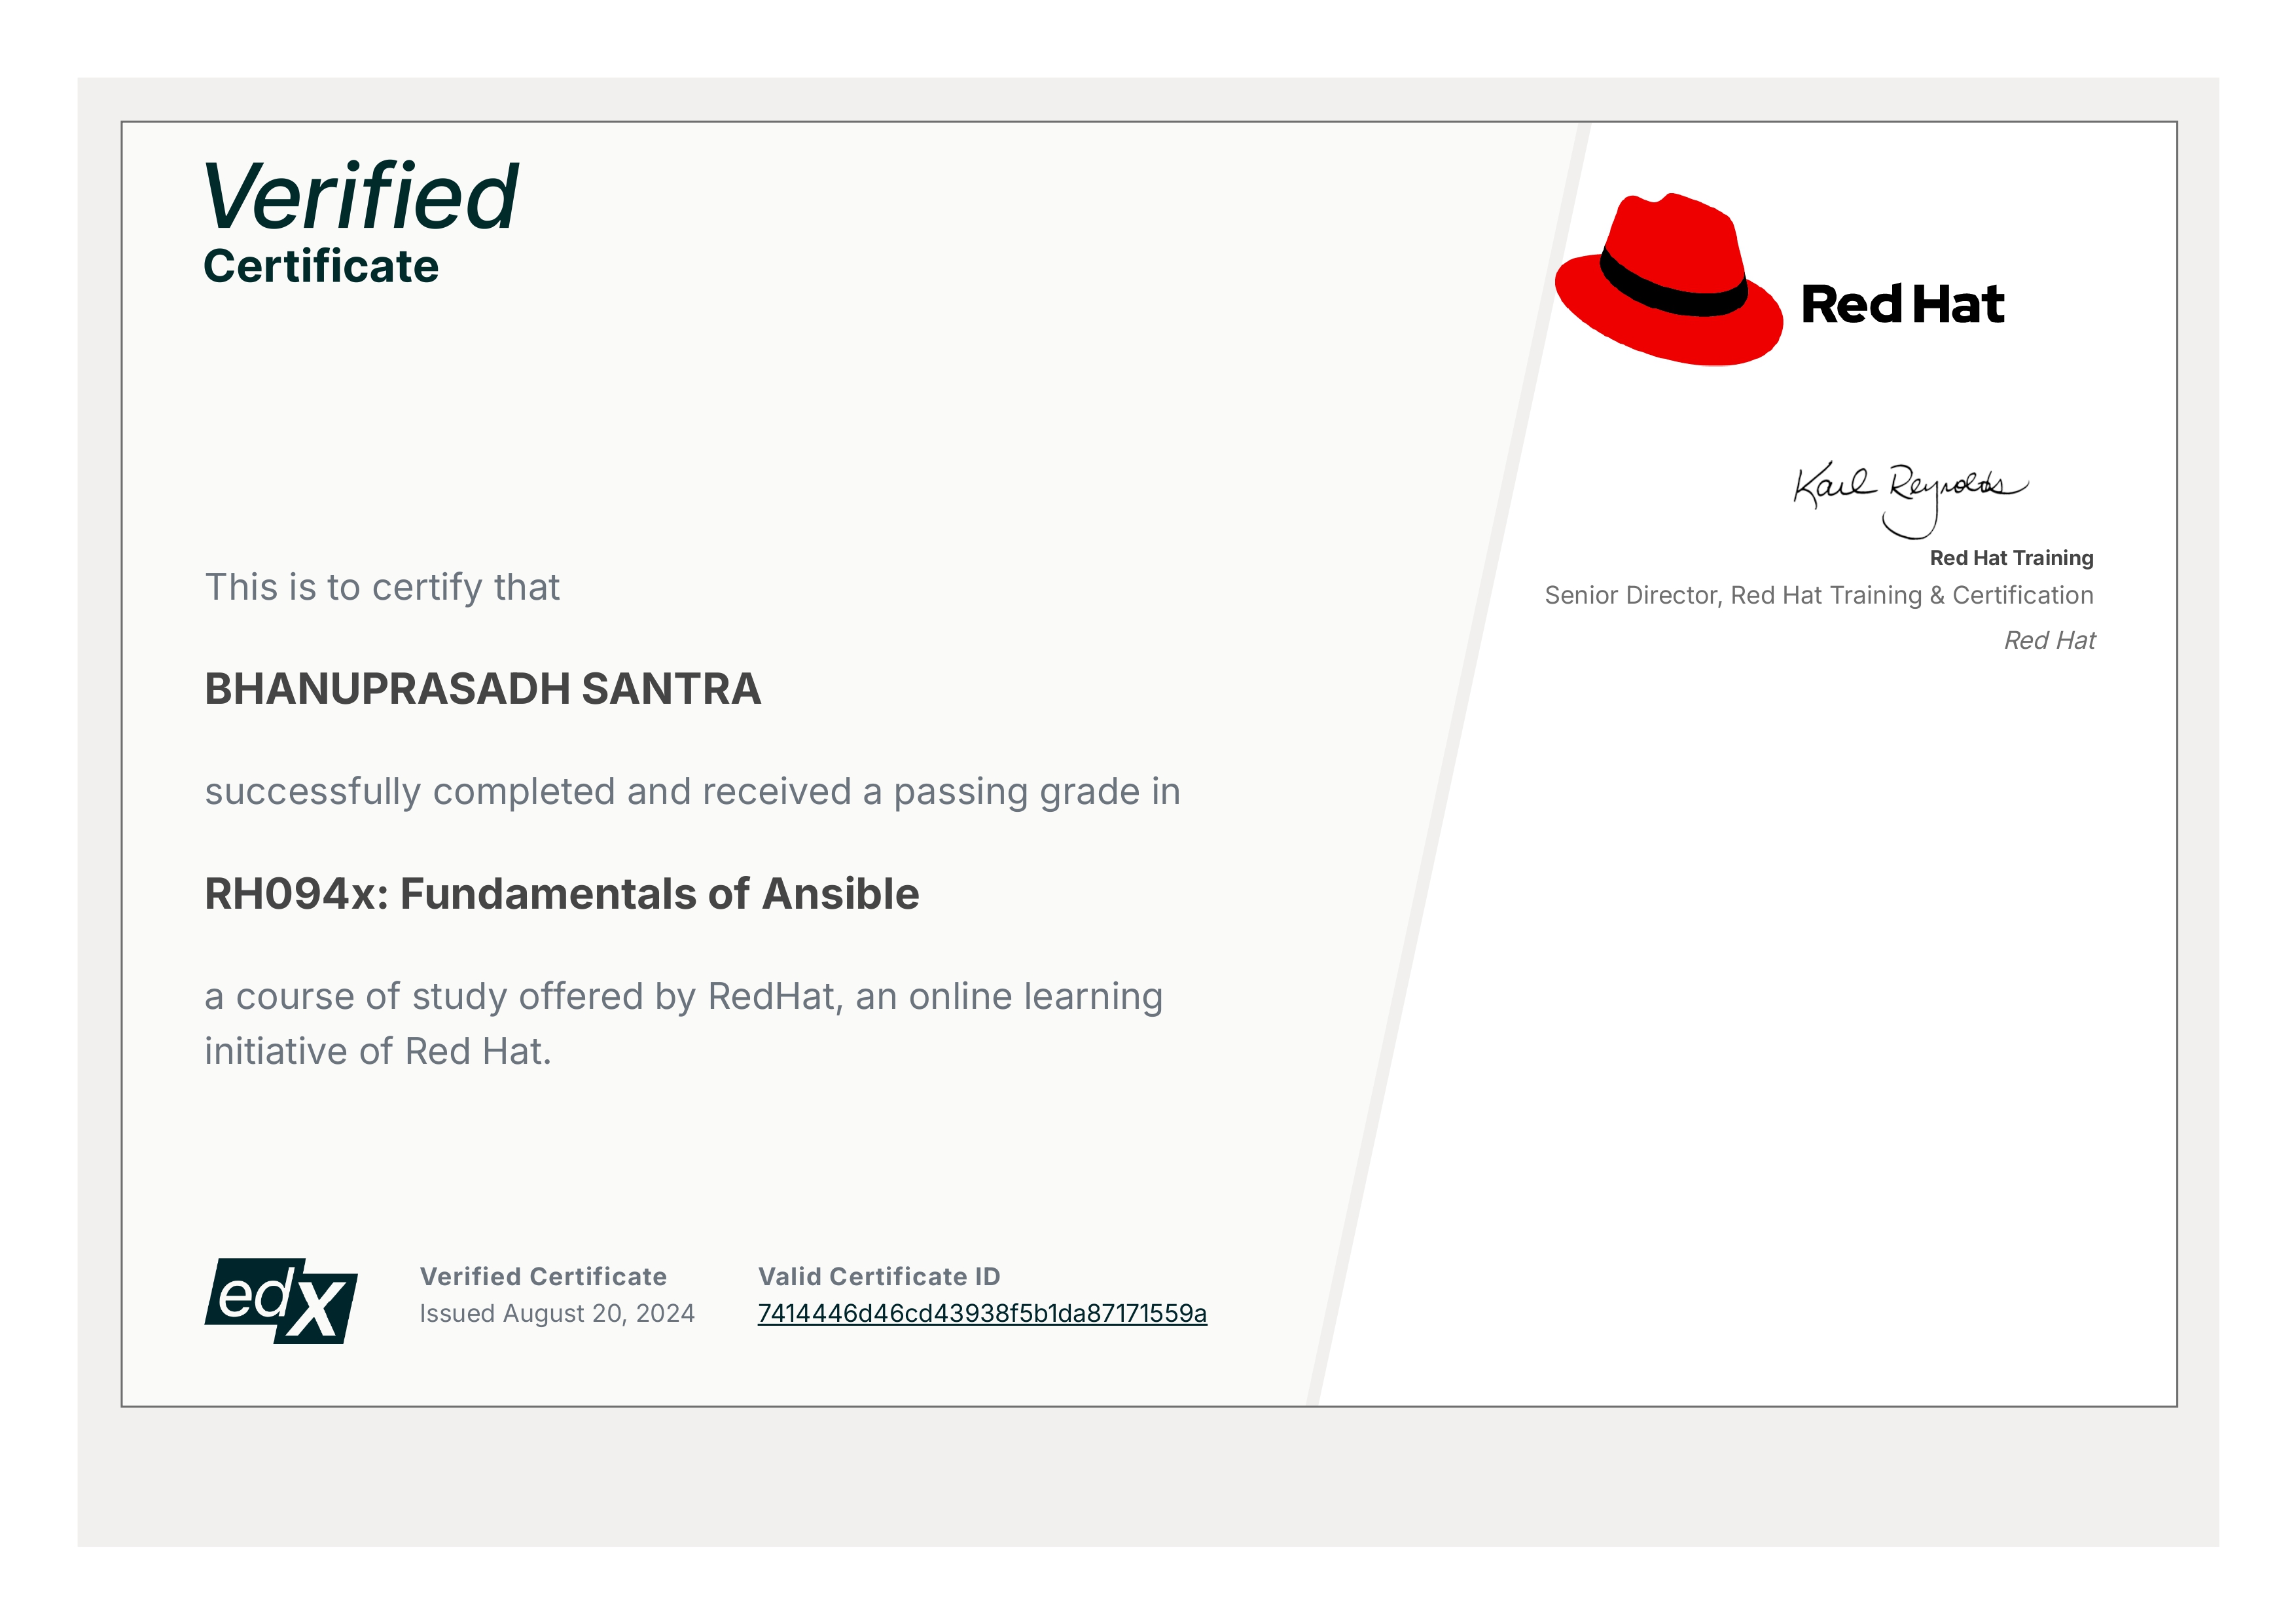 Verified
Certificate
This is to certify that
BHANUPRASADH SANTRA
successfully completed and received a passing grade in
RH094x: Fundamentals of Ansible
a course of study offered by RedHat, an online learning
initiative of Red Hat.
edX
Verified Certificate
Issued August 20, 2024
Valid Certificate ID
7414446d46cd43938f5b1da87171559a
Red Hat
Karl Reynolds
Red Hat Training
Senior Director, Red Hat Training & Certification
Red Hat